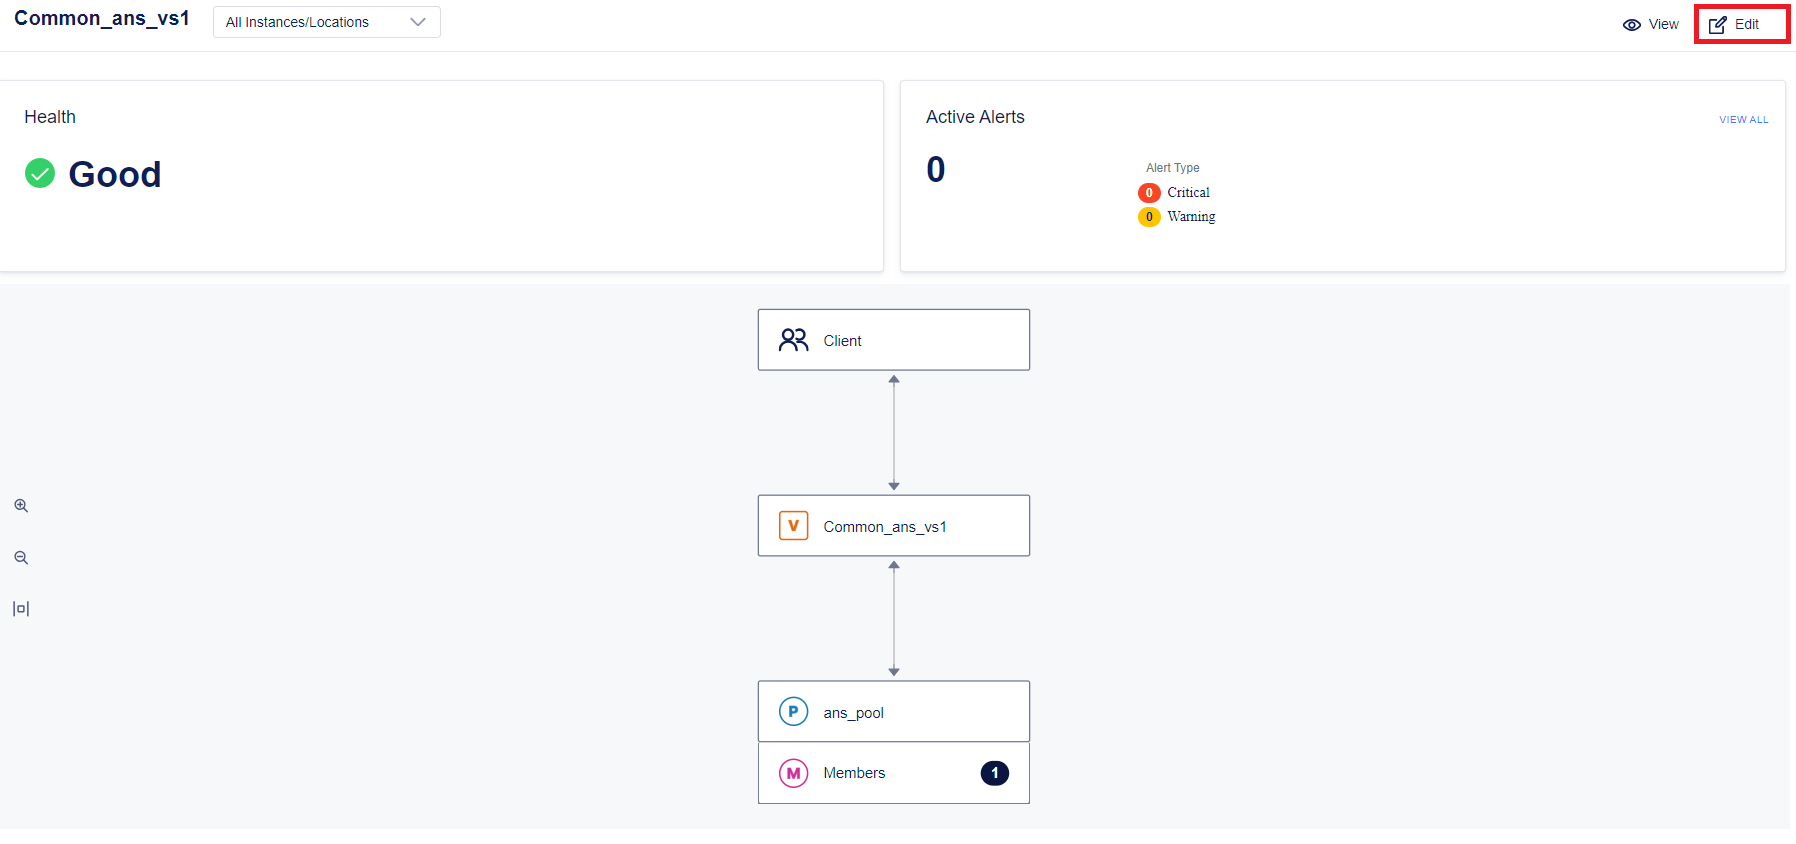 Common_ans_vs1
All Instances/Locations
View
Edit
Health
Good
Active Alerts
VIEW ALL
0
Alert Type
0 Critical
0 Warning
Client
V Common_ans_vs1
P ans_pool
M Members 1